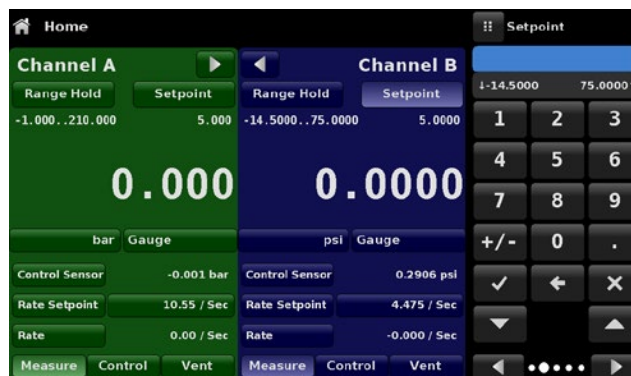 Home
Setpoint
Channel A
Channel B
Range Hold Setpoint
Range Hold Setpoint
-1.000..210.000 5.000
-14.5000..75.0000 5.0000
↓-14.5000 75.0000
0.000
0.0000
bar Gauge
psi Gauge
Control Sensor -0.001 bar
Control Sensor 0.2906 psi
Rate Setpoint 10.55 / Sec
Rate Setpoint 4.475 / Sec
Rate 0.00 / Sec
Rate -0.000 / Sec
Measure Control Vent
Measure Control Vent
1 2 3
4 5 6
7 8 9
+/- 0 .